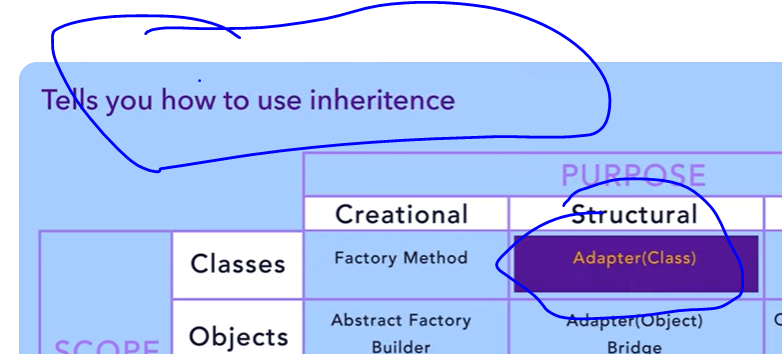 Tells you how to use inheritence
PURPOSE
Creational
Structural
Classes
Factory Method
Adapter(Class)
SCOPE
Objects
Abstract Factory
Builder
Adapter(Object)
Bridge